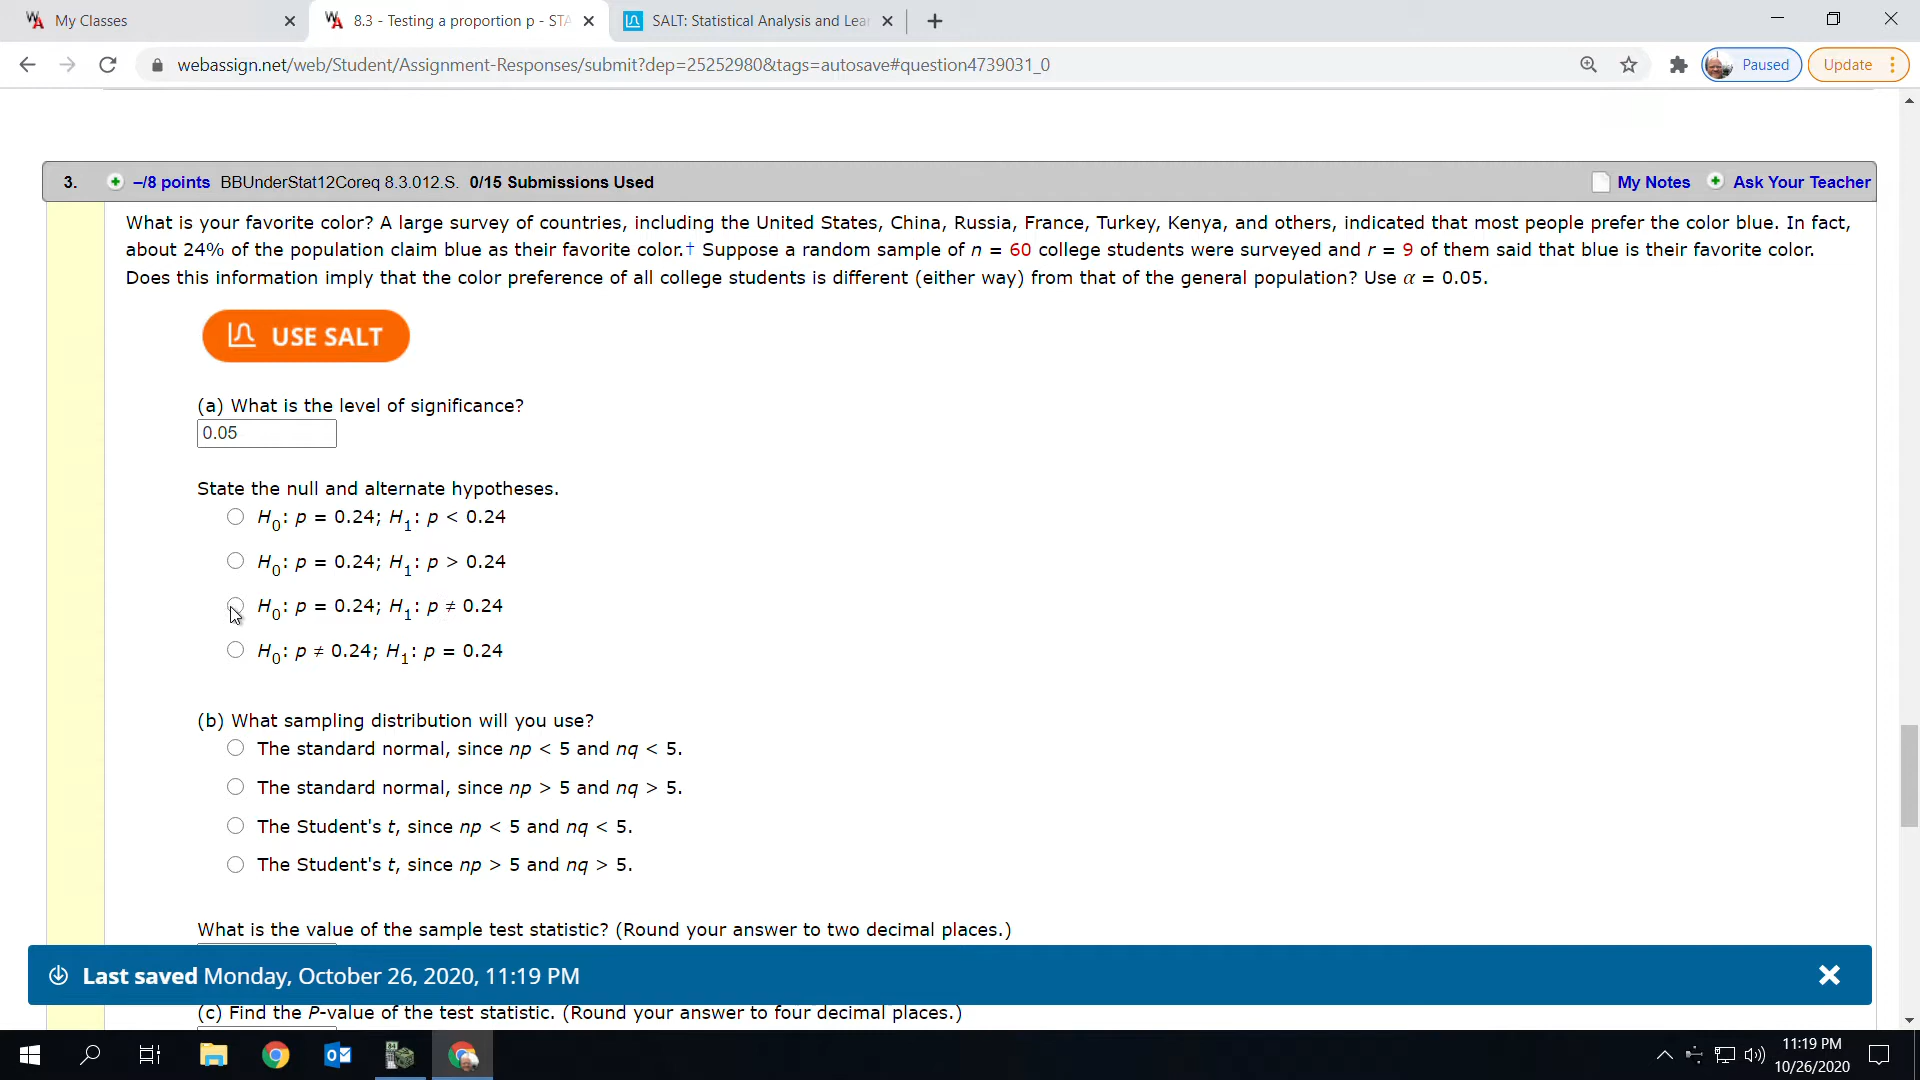 My Classes
8.3 - Testing a proportion p - STA
SALT: Statistical Analysis and Lear
webassign.net/web/Student/Assignment-Responses/submit?dep=25252980&tags=autosave#question4739031_0
Paused
Update
3. –/8 points BBUnderStat12Coreq 8.3.012.S. 0/15 Submissions Used
My Notes
Ask Your Teacher
What is your favorite color? A large survey of countries, including the United States, China, Russia, France, Turkey, Kenya, and others, indicated that most people prefer the color blue. In fact,
about 24% of the population claim blue as their favorite color.† Suppose a random sample of n = 60 college students were surveyed and r = 9 of them said that blue is their favorite color.
Does this information imply that the color preference of all college students is different (either way) from that of the general population? Use α = 0.05.
USE SALT
(a) What is the level of significance?
0.05
State the null and alternate hypotheses.
H0: p = 0.24; H1: p < 0.24
H0: p = 0.24; H1: p > 0.24
H0: p = 0.24; H1: p ≠ 0.24
H0: p ≠ 0.24; H1: p = 0.24
(b) What sampling distribution will you use?
The standard normal, since np < 5 and nq < 5.
The standard normal, since np > 5 and nq > 5.
The Student's t, since np < 5 and nq < 5.
The Student's t, since np > 5 and nq > 5.
What is the value of the sample test statistic? (Round your answer to two decimal places.)
Last saved Monday, October 26, 2020, 11:19 PM
(c) Find the P-value of the test statistic. (Round your answer to four decimal places.)
11:19 PM
10/26/2020